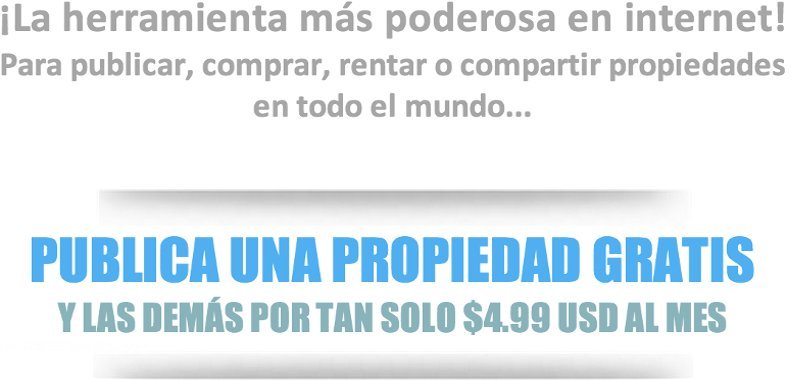 ¡La herramienta más poderosa en internet!
Para publicar, comprar, rentar o compartir propiedades
en todo el mundo...
PUBLICA UNA PROPIEDAD GRATIS
Y LAS DEMÁS POR TAN SOLO $4.99 USD AL MES